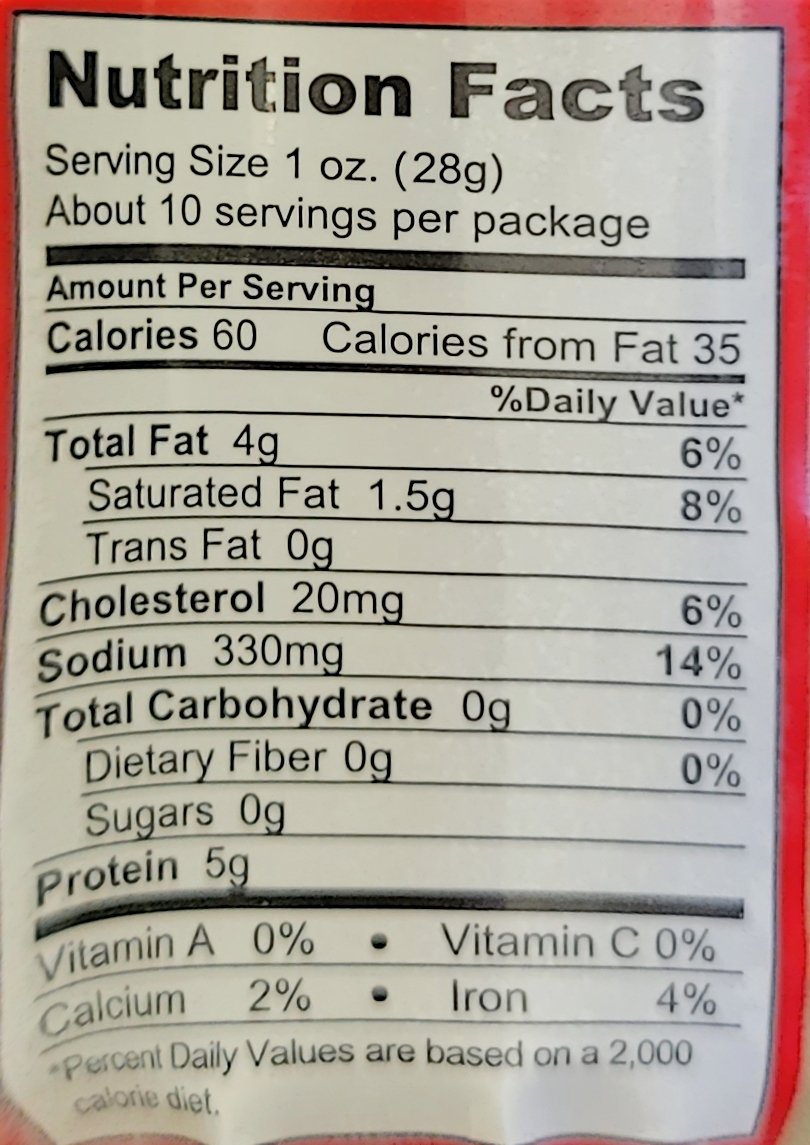 Nutrition Facts
Serving Size 1 oz. (28g)
About 10 servings per package
Amount Per Serving
Calories 60 Calories from Fat 35
%Daily Value*
Total Fat 4g 6%
Saturated Fat 1.5g 8%
Trans Fat 0g
Cholesterol 20mg 6%
Sodium 330mg 14%
Total Carbohydrate 0g 0%
Dietary Fiber 0g 0%
Sugars 0g
Protein 5g
Vitamin A 0% • Vitamin C 0%
Calcium 2% • Iron 4%
*Percent Daily Values are based on a 2,000
calorie diet.